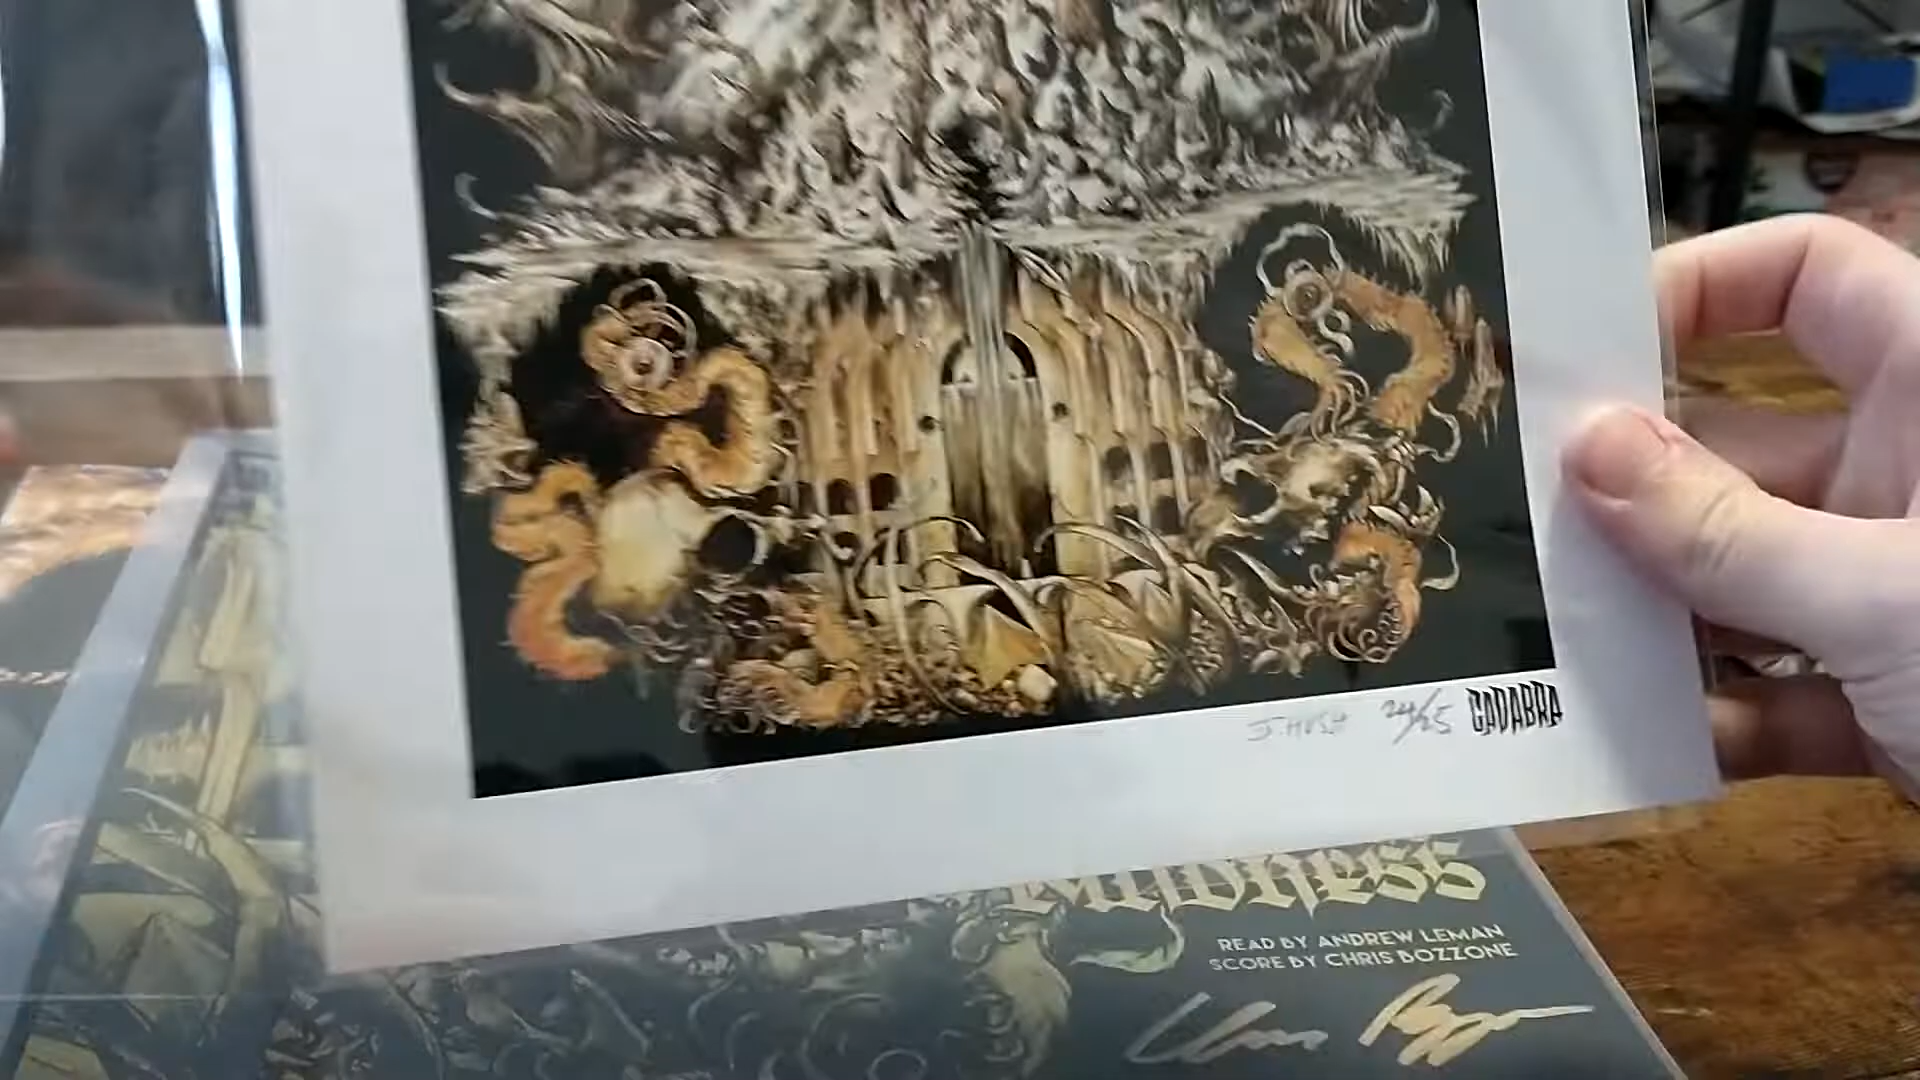 J. HUSH 24/25 CADABRA
MADNESS
READ BY ANDREW LEMAN
SCORE BY CHRIS BOZZONE